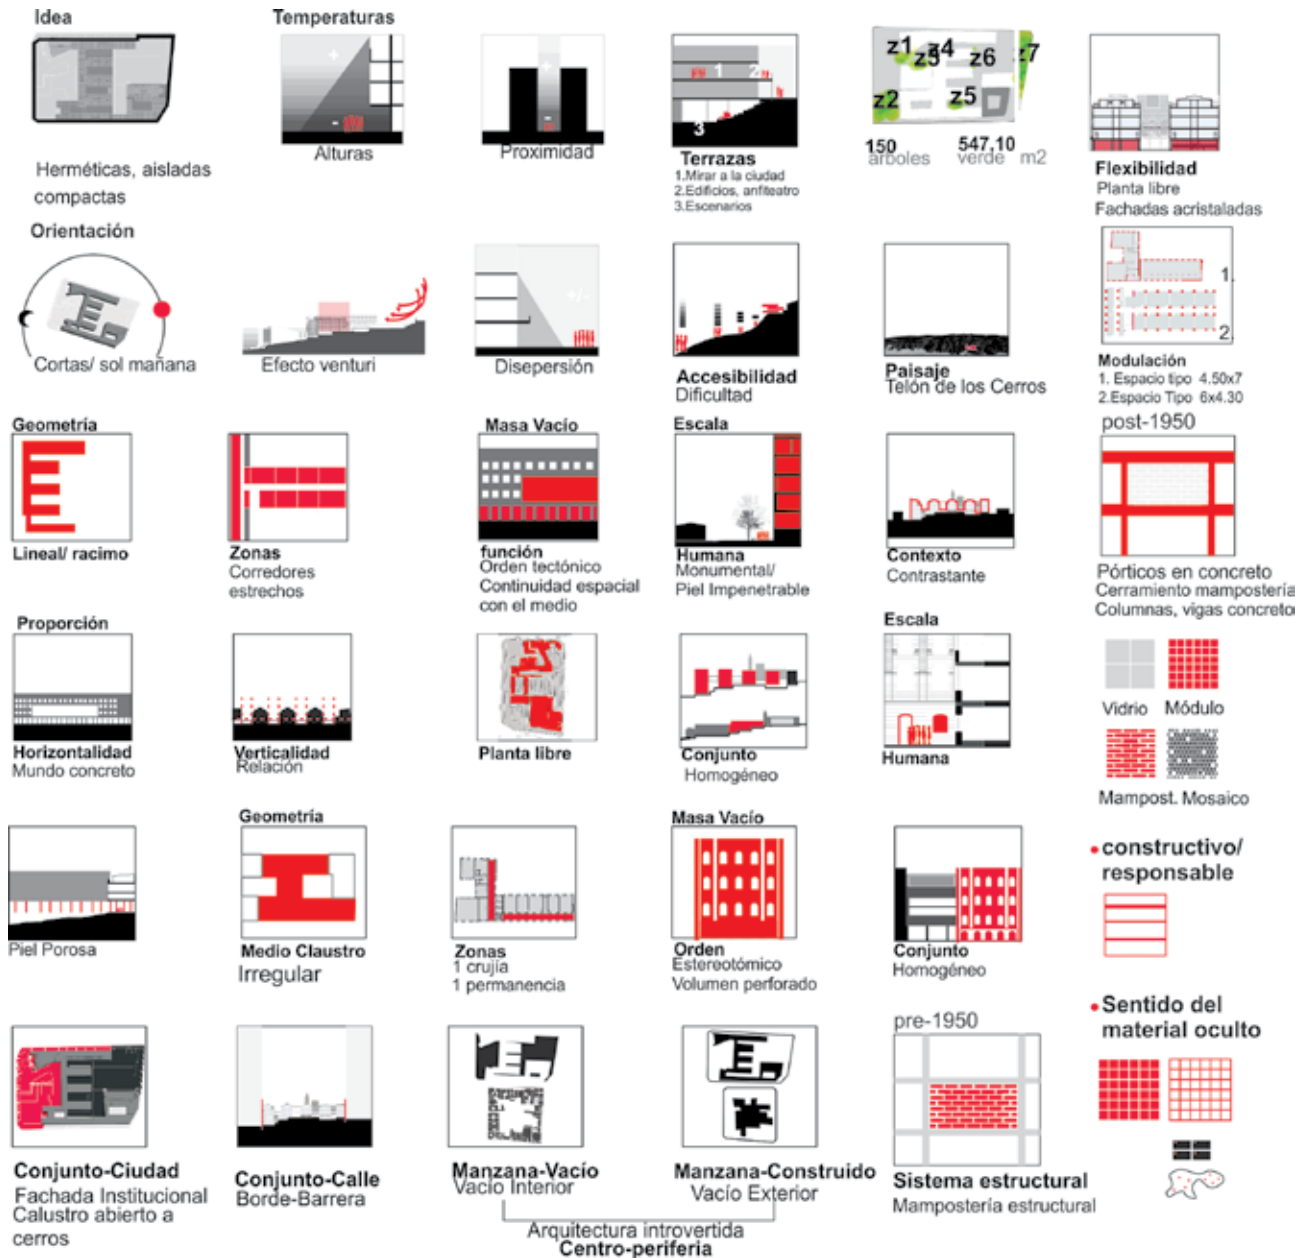 Idea
Temperaturas
+
-
Alturas
+
-
Proximidad
1
2
3
Terrazas
1.Mirar a la ciudad
2.Edificios, anfiteatro
3.Escenarios
z1
z3
z4
z6
z7
z2
z5
150
árboles
547,10
verde m2
Herméticas, aisladas
compactas
Flexibilidad
Planta libre
Fachadas acristaladas
Orientación
Cortas/ sol mañana
Efecto venturi
+/-
Disepersión
Accesibilidad
Dificultad
Paisaje
Telón de los Cerros
1.
2.
Modulación
1. Espacio tipo 4.50x7
2.Espacio Tipo 6x4.30
Geometría
Lineal/ racimo
Zonas
Corredores
estrechos
Masa Vacío
función
Orden tectónico
Continuidad espacial
con el medio
Escala
Humana
Monumental/
Piel Impenetrable
Contexto
Contrastante
post-1950
Pórticos en concreto
Cerramiento mampostería
Columnas, vigas concreto
Proporción
Horizontalidad
Mundo concreto
Verticalidad
Relación
Planta libre
Conjunto
Homogéneo
Escala
Humana
Vidrio
Módulo
Mampost.
Mosaico
Piel Porosa
Geometría
Medio Claustro
Irregular
Zonas
1 crujía
1 permanencia
Masa Vacío
Orden
Estereotómico
Volumen perforado
Conjunto
Homogéneo
• constructivo/
responsable
• Sentido del
material oculto
Conjunto-Ciudad
Fachada Institucional
Calustro abierto a
cerros
Conjunto-Calle
Borde-Barrera
Manzana-Vacío
Vacío Interior
Manzana-Construido
Vacío Exterior
Arquitectura introvertida
Centro-periferia
pre-1950
Sistema estructural
Mampostería estructural